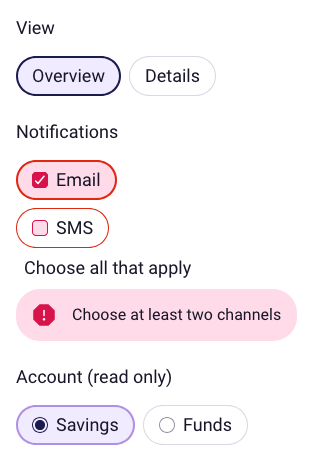 View
Overview Details
Notifications
Email
SMS
Choose all that apply
Choose at least two channels
Account (read only)
Savings Funds